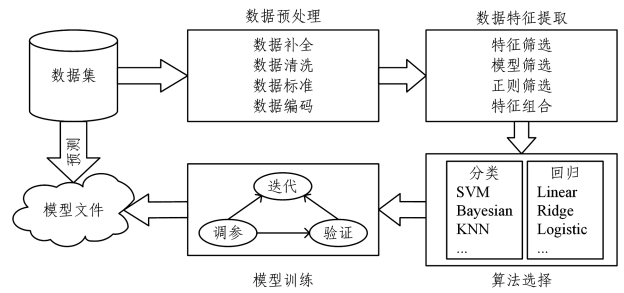 数据预处理
数据特征提取
数据集
数据补全
数据清洗
数据标准
数据编码
特征筛选
模型筛选
正则筛选
特征组合
预测
模型文件
迭代
调参
验证
分类
SVM
Bayesian
KNN
...
回归
Linear
Ridge
Logistic
...
模型训练
算法选择